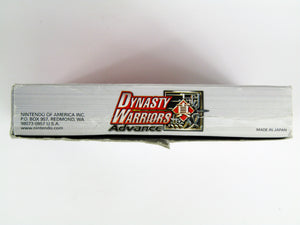 NINTENDO OF AMERICA INC.
P.O. BOX 957, REDMOND, WA
98073-0957 U.S.A.
www.nintendo.com
DYNASTY
WARRIORS
Advance
MADE IN JAPAN